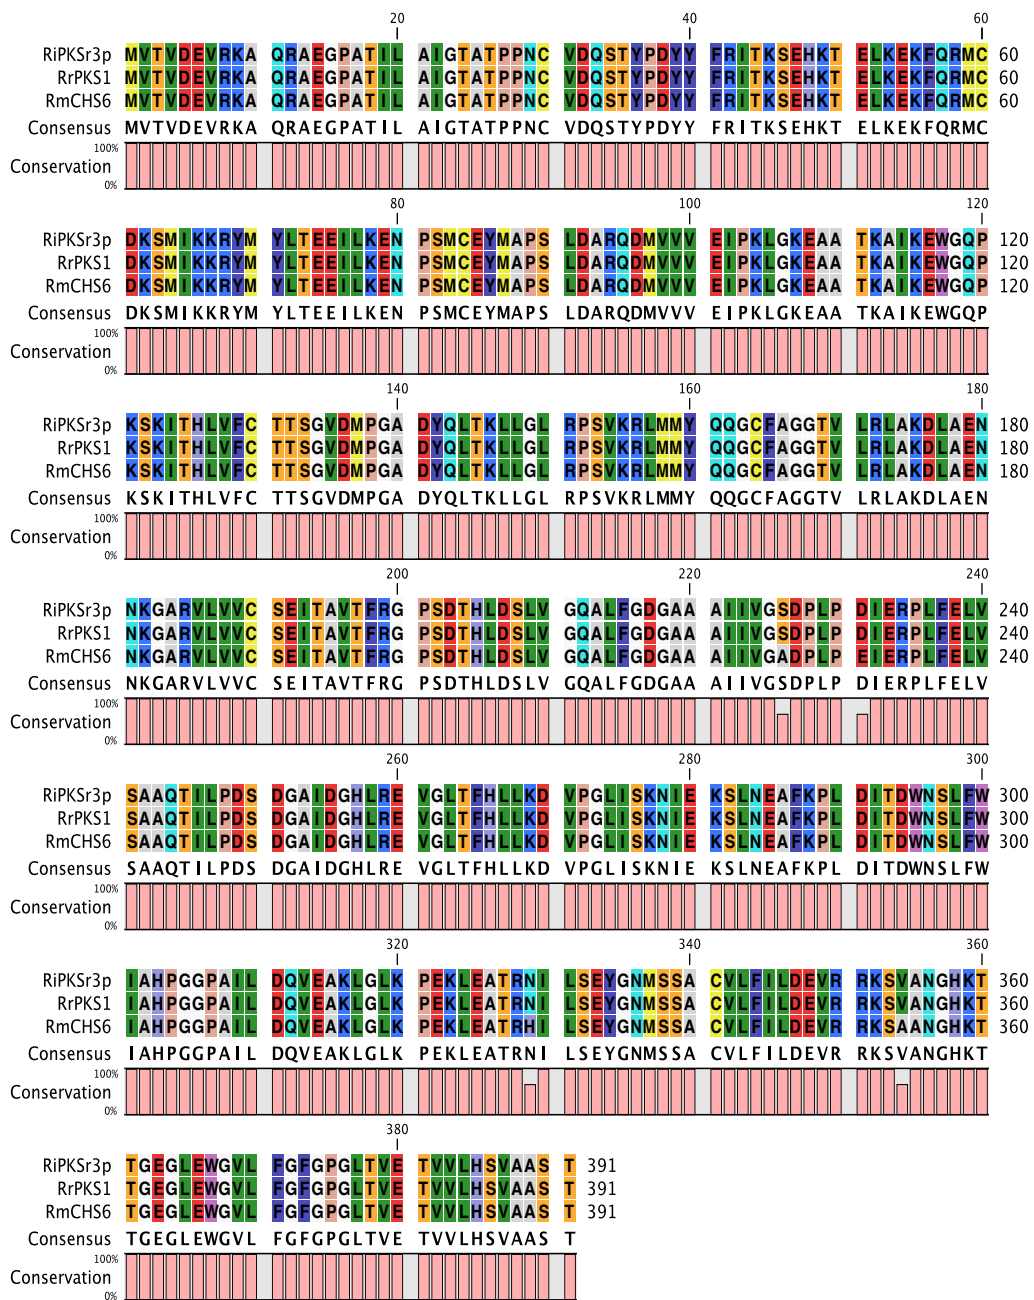 20 40 60
RiPKSr3p MVTVDEVRKA QRAEGPATIL AIGTATPPNC VDQSTYPDYY FRITKSEHKT ELKEKFQRMC 60
RrPKS1 MVTVDEVRKA QRAEGPATIL AIGTATPPNC VDQSTYPDYY FRITKSEHKT ELKEKFQRMC 60
RmCHS6 MVTVDEVRKA QRAEGPATIL AIGTATPPNC VDQSTYPDYY FRITKSEHKT ELKEKFQRMC 60
Consensus MVTVDEVRKA QRAEGPATIL AIGTATPPNC VDQSTYPDYY FRITKSEHKT ELKEKFQRMC
100%
Conservation
0%
80 100 120
RiPKSr3p DKSMIKKRYM YLTEEILKEN PSMCEYMAPS LDARQDMVVV EIPKLGKEAA TKAIKEWGQP 120
RrPKS1 DKSMIKKRYM YLTEEILKEN PSMCEYMAPS LDARQDMVVV EIPKLGKEAA TKAIKEWGQP 120
RmCHS6 DKSMIKKRYM YLTEEILKEN PSMCEYMAPS LDARQDMVVV EIPKLGKEAA TKAIKEWGQP 120
Consensus DKSMIKKRYM YLTEEILKEN PSMCEYMAPS LDARQDMVVV EIPKLGKEAA TKAIKEWGQP
100%
Conservation
0%
140 160 180
RiPKSr3p KSKITHLVFC TTSGVDMPGA DYQLTKLLGL RPSVKRLMMY QQGCFAGGTV LRLAKDLAEN 180
RrPKS1 KSKITHLVFC TTSGVDMPGA DYQLTKLLGL RPSVKRLMMY QQGCFAGGTV LRLAKDLAEN 180
RmCHS6 KSKITHLVFC TTSGVDMPGA DYQLTKLLGL RPSVKRLMMY QQGCFAGGTV LRLAKDLAEN 180
Consensus KSKITHLVFC TTSGVDMPGA DYQLTKLLGL RPSVKRLMMY QQGCFAGGTV LRLAKDLAEN
100%
Conservation
0%
200 220 240
RiPKSr3p NKGARVLVVC SEITAVTFRG PSDTHLDSLV GQALFGDGAA AIIVGSDPLP DIERPLFELV 240
RrPKS1 NKGARVLVVC SEITAVTFRG PSDTHLDSLV GQALFGDGAA AIIVGSDPLP DIERPLFELV 240
RmCHS6 NKGARVLVVC SEITAVTFRG PSDTHLDSLV GQALFGDGAA AIIVGADPLP EIERPLFELV 240
Consensus NKGARVLVVC SEITAVTFRG PSDTHLDSLV GQALFGDGAA AIIVGSDPLP DIERPLFELV
100%
Conservation
0%
260 280 300
RiPKSr3p SAAQTILPDS DGAIDGHLRE VGLTFHLLKD VPGLISKNIE KSLNEAFKPL DITDWNSLFW 300
RrPKS1 SAAQTILPDS DGAIDGHLRE VGLTFHLLKD VPGLISKNIE KSLNEAFKPL DITDWNSLFW 300
RmCHS6 SAAQTILPDS DGAIDGHLRE VGLTFHLLKD VPGLISKNIE KSLNEAFKPL DITDWNSLFW 300
Consensus SAAQTILPDS DGAIDGHLRE VGLTFHLLKD VPGLISKNIE KSLNEAFKPL DITDWNSLFW
100%
Conservation
0%
320 340 360
RiPKSr3p IAHPGGPAIL DQVEAKLGLK PEKLEATRNI LSEYGNMSSA CVLFILDEVR RKSVANGHKT 360
RrPKS1 IAHPGGPAIL DQVEAKLGLK PEKLEATRNI LSEYGNMSSA CVLFILDEVR RKSVANGHKT 360
RmCHS6 IAHPGGPAIL DQVEAKLGLK PEKLEATRHI LSEYGNMSSA CVLFILDEVR RKSAANGHKT 360
Consensus IAHPGGPAIL DQVEAKLGLK PEKLEATRNI LSEYGNMSSA CVLFILDEVR RKSVANGHKT
100%
Conservation
0%
380
RiPKSr3p TGEGLEWGVL FGFGPGLTVE TVVLHSVAAS T 391
RrPKS1 TGEGLEWGVL FGFGPGLTVE TVVLHSVAAS T 391
RmCHS6 TGEGLEWGVL FGFGPGLTVE TVVLHSVAAS T 391
Consensus TGEGLEWGVL FGFGPGLTVE TVVLHSVAAS T
100%
Conservation
0%